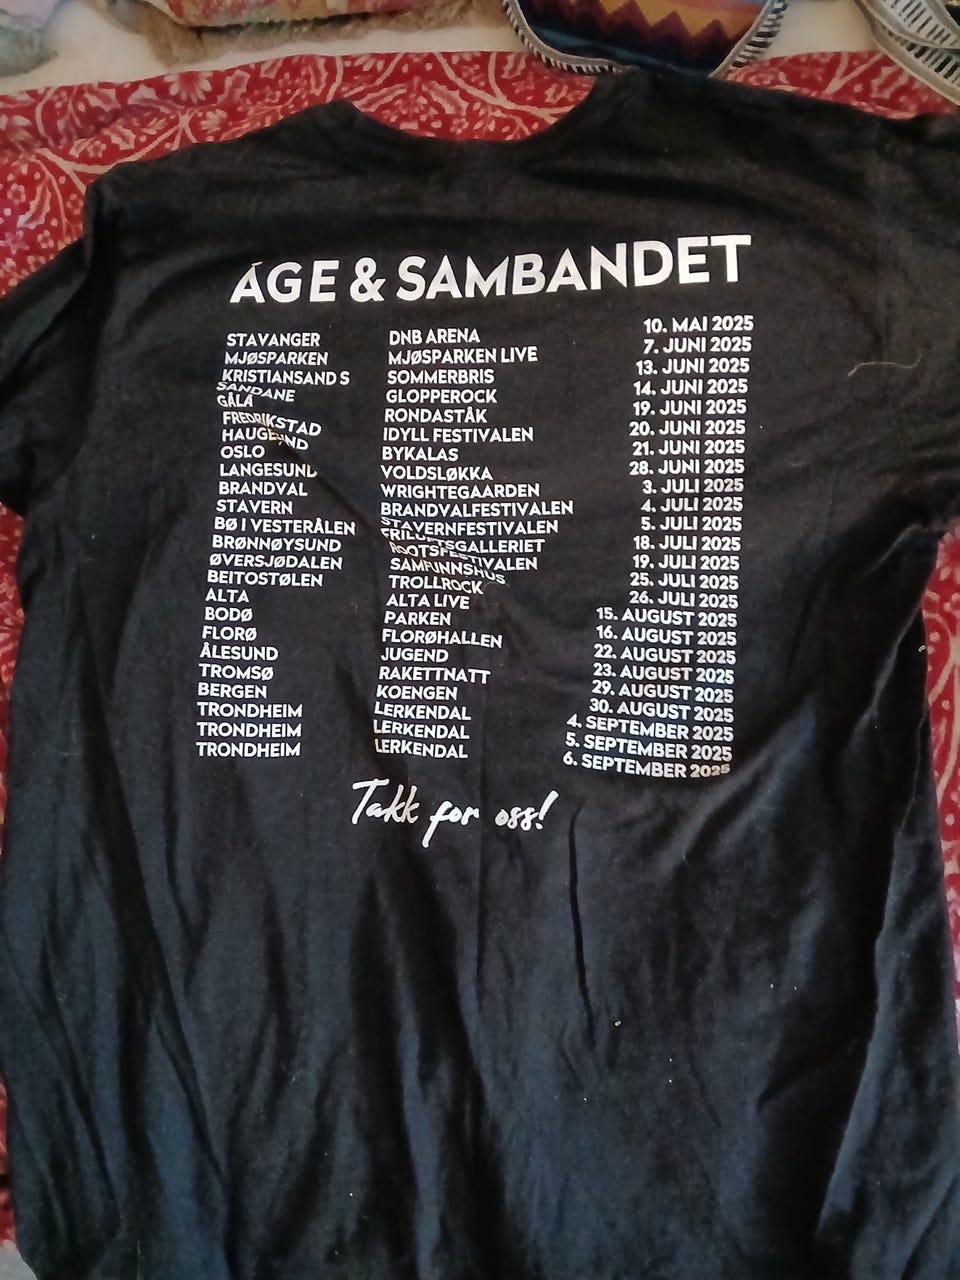 ÅGE & SAMBANDET
STAVANGER DNB ARENA 10. MAI 2025
MJØSPARKEN MJØSPARKEN LIVE 7. JUNI 2025
KRISTIANSAND S SOMMERBRIS 13. JUNI 2025
SANDANE GLOPPEROCK 14. JUNI 2025
GÅLÅ RONDASTÅK 19. JUNI 2025
FREDRIKSTAD IDYLL FESTIVALEN 20. JUNI 2025
HAUGESUND BYKALAS 21. JUNI 2025
OSLO VOLDSLØKKA 28. JUNI 2025
LANGESUND WRIGHTEGAARDEN 3. JULI 2025
BRANDVAL BRANDVALFESTIVALEN 4. JULI 2025
STAVERN STAVERNFESTIVALEN 5. JULI 2025
BØ I VESTERÅLEN FRILUFTSGALLERIET 18. JULI 2025
BRØNNØYSUND ROOTSFESTIVALEN 19. JULI 2025
ØVERSJØDALEN SAMFUNNSHUS 25. JULI 2025
BEITOSTØLEN TROLLROCK 26. JULI 2025
ALTA ALTA LIVE 15. AUGUST 2025
BODØ PARKEN 16. AUGUST 2025
FLORØ FLORØHALLEN 22. AUGUST 2025
ÅLESUND JUGEND 23. AUGUST 2025
TROMSØ RAKETTNATT 29. AUGUST 2025
BERGEN KOENGEN 30. AUGUST 2025
TRONDHEIM LERKENDAL 4. SEPTEMBER 2025
TRONDHEIM LERKENDAL 5. SEPTEMBER 2025
TRONDHEIM LERKENDAL 6. SEPTEMBER 2025
Takk for oss!